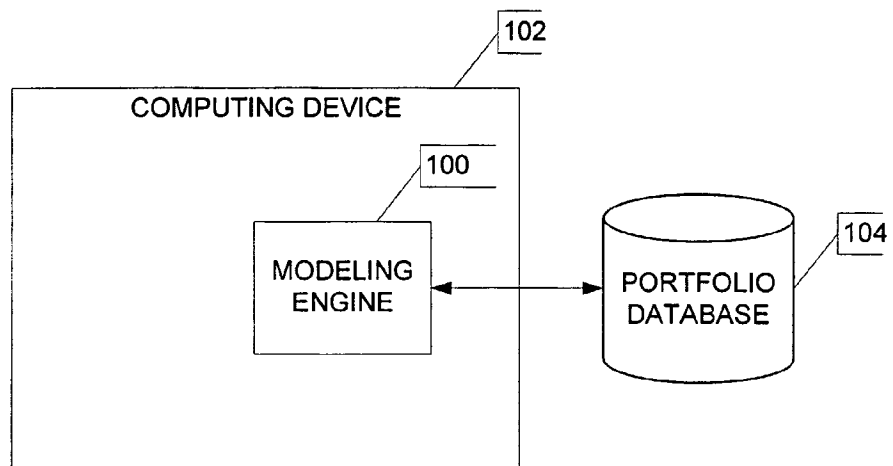 102
COMPUTING DEVICE
100
MODELING
ENGINE
104
PORTFOLIO
DATABASE